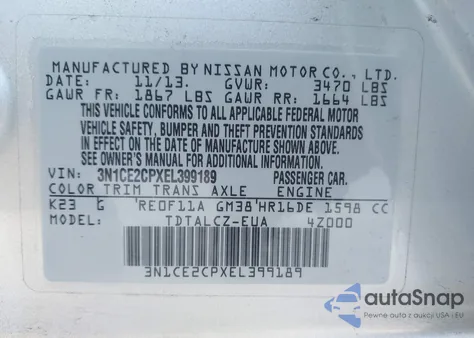 MANUFACTURED BY NISSAN MOTOR CO., LTD.
DATE: 11/13. GVWR: 3470 LBS
GAWR FR: 1867 LBS GAWR RR: 1664 LBS
THIS VEHICLE CONFORMS TO ALL APPLICABLE FEDERAL MOTOR
VEHICLE SAFETY, BUMPER AND THEFT PREVENTION STANDARDS
IN EFFECT ON THE DATE OF MANUFACTURE SHOWN ABOVE.
SEE OWNER'S MANUAL FOR ADDITIONAL INFORMATION.
VIN: 3N1CE2CPXEL399189 PASSENGER CAR.
COLOR TRIM TRANS AXLE ENGINE
K23 G 'RE0F11A GM38'HR16DE 1598 CC
MODEL: TDTALCZ-EUA 4Z000
3N1CE2CPXEL399189
autoSnap
Pewne auto z aukcji USA i EU